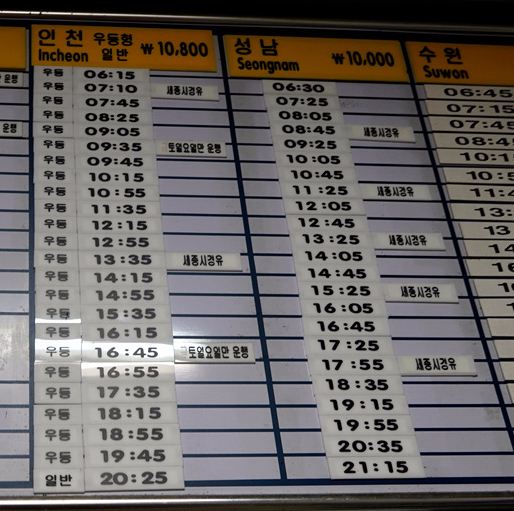 인천 우등형 일반 ₩10,800
Incheon
우등 06:15
우등 07:10 세종시경유
우등 07:45
우등 08:25
우등 09:05
우등 09:35 토일요일만 운행
우등 09:45
우등 10:15
우등 10:55
우등 11:35
우등 12:15
우등 12:55
우등 13:35 세종시경유
우등 14:15
우등 14:55
우등 15:35
우등 16:15
우등 16:45 토일요일만 운행
우등 16:55
우등 17:35
우등 18:15
우등 18:55
우등 19:45
일반 20:25
성남 ₩10,000
Seongnam
06:30
07:25
08:05
08:45 세종시경유
09:25
10:05
10:45
11:25 세종시경유
12:05
12:45
13:25 세종시경유
14:05
14:45
15:25 세종시경유
16:05
16:45
17:25
17:55 세종시경유
18:35
19:15
19:55
20:35
21:15
수원
Suwon
06:45
07:15
운행
운행